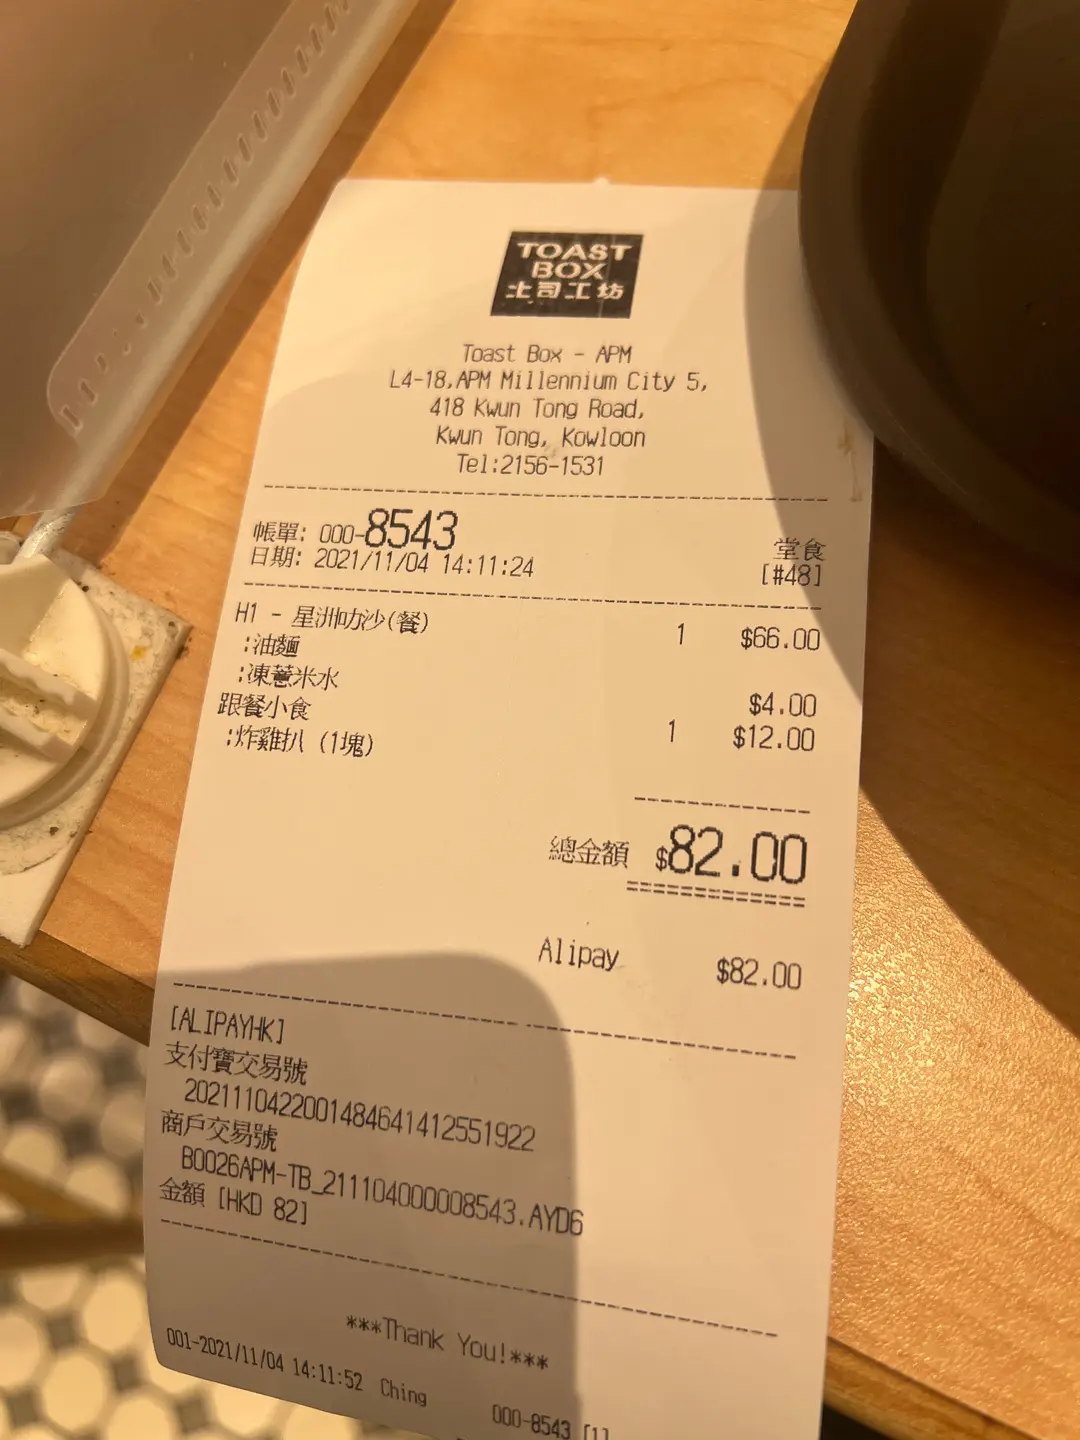 TOAST
BOX
土司工坊
Toast Box - APM
L4-18,APM Millennium City 5,
418 Kwun Tong Road,
Kwun Tong, Kowloon
Tel:2156-1531
帳單: 000-8543
堂食
日期: 2021/11/04 14:11:24
[#48]
H1 - 星洲叻沙(餐) 1 $66.00
:油麵
:凍薏米水 $4.00
跟餐小食 1 $12.00
:炸雞扒 (1塊)
總金額 $82.00
Alipay $82.00
[ALIPAYHK]
支付寶交易號
2021110422001484641412551922
商戶交易號
B0026APM-TB_211104000008543.AYD6
金額 [HKD 82]
***Thank You!***
001-2021/11/04 14:11:52 Ching 000-8543 [1]